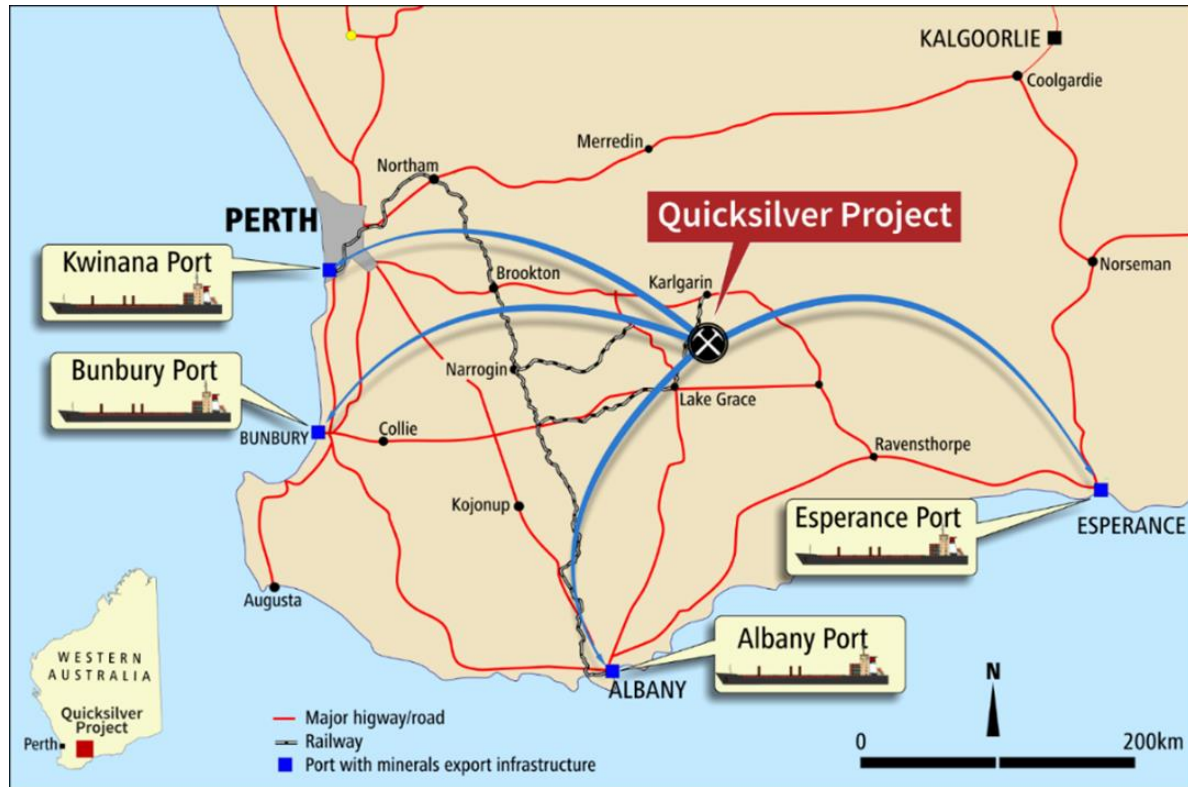 KALGOORLIE
Coolgardie
Merredin
Northam
PERTH
Quicksilver Project
Kwinana Port
Norseman
Karlgarin
Brookton
Bunbury Port
Narrogin
Lake Grace
BUNBURY
Collie
Ravensthorpe
Kojonup
Esperance Port
ESPERANCE
Augusta
Albany Port
ALBANY
WESTERN
AUSTRALIA
Quicksilver
Project
Perth
Major higway/road
Railway
Port with minerals export infrastructure
N
0 200km